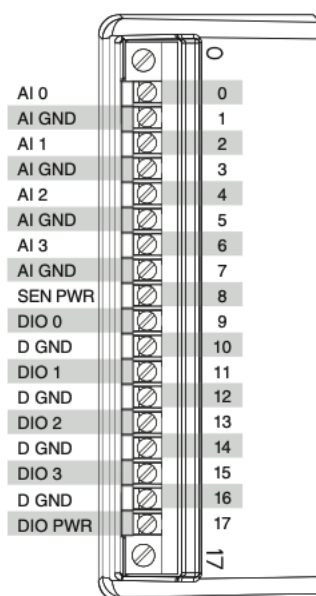 0
AI 0 0
AI GND 1
AI 1 2
AI GND 3
AI 2 4
AI GND 5
AI 3 6
AI GND 7
SEN PWR 8
DIO 0 9
D GND 10
DIO 1 11
D GND 12
DIO 2 13
D GND 14
DIO 3 15
D GND 16
DIO PWR 17
17